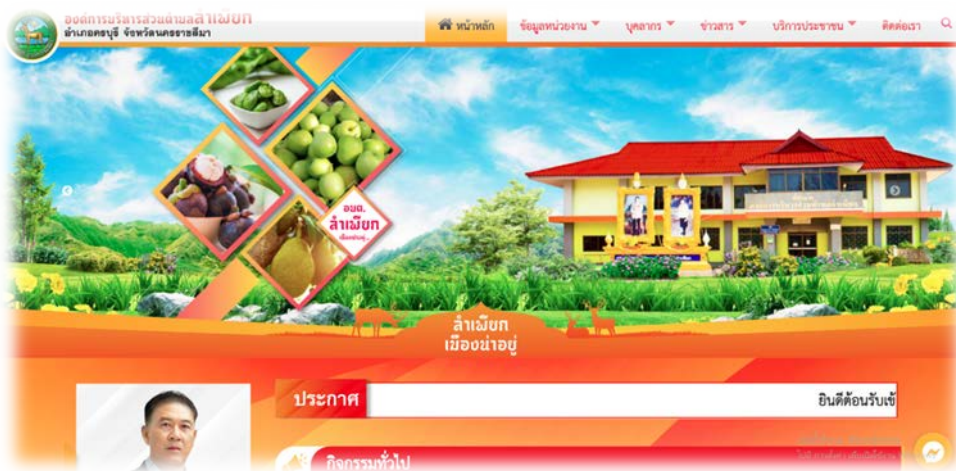 องค์การบริหารส่วนตำบลลำเพียก
อำเภอครบุรี จังหวัดนครราชสีมา
หน้าหลัก
ข้อมูลหน่วยงาน
บุคลากร
ข่าวสาร
บริการประชาชน
ติดต่อเรา
อบต.
ลำเพียก
ลำเพียก
เมืองน่าอยู่
ประกาศ
ยินดีต้อนรับเข้
กิจกรรมทั่วไป